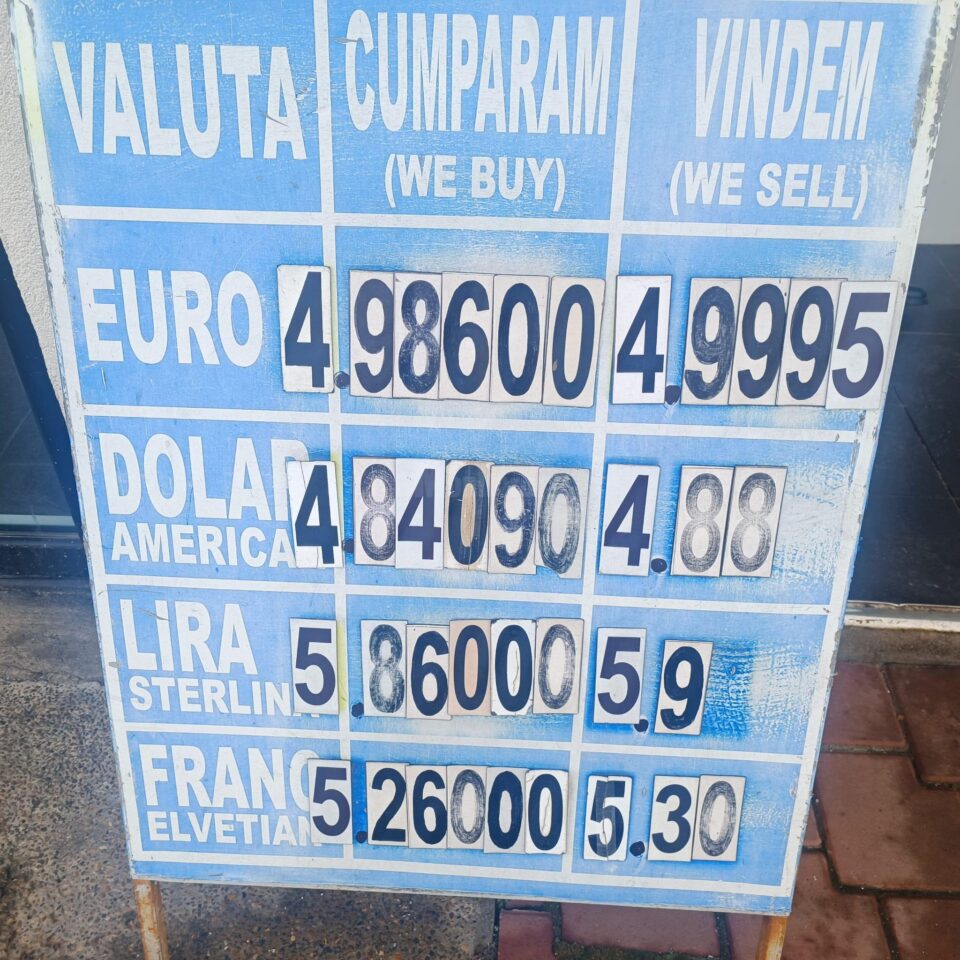 VALUTA CUMPARAM VINDEM
(WE BUY) (WE SELL)
EURO 4.98600 4.9995
DOLAR 4.84090 4.88
AMERICAN
LIRA 5.86000 5.9
STERLINA
FRANC 5.26000 5.30
ELVETIAN